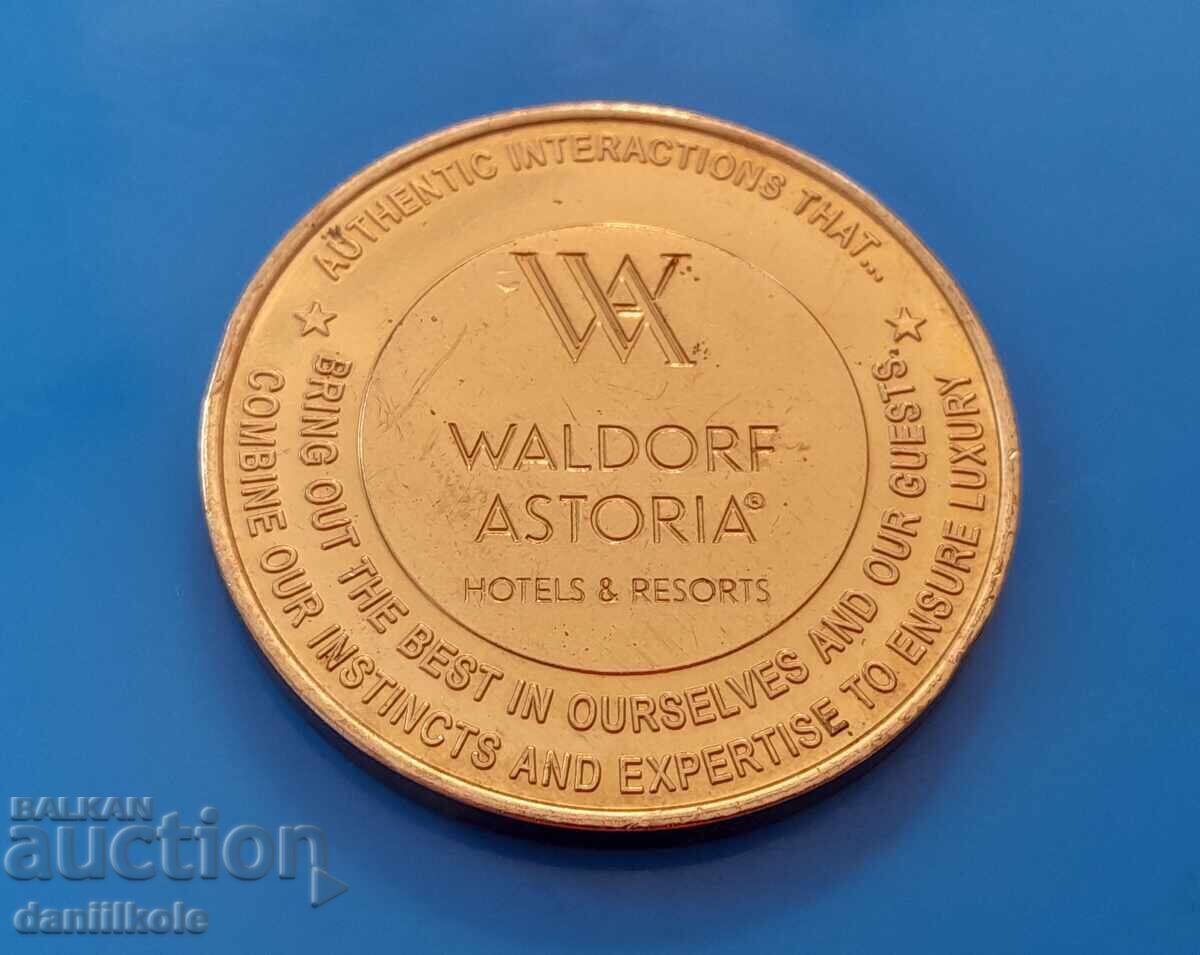 AUTHENTIC INTERACTIONS THAT...
WA
WALDORF
ASTORIA®
HOTELS & RESORTS
BRING OUT THE BEST IN OURSELVES AND OUR GUESTS.
COMBINE OUR INSTINCTS AND EXPERTISE TO ENSURE LUXURY
BALKAN
auction
daniilkole